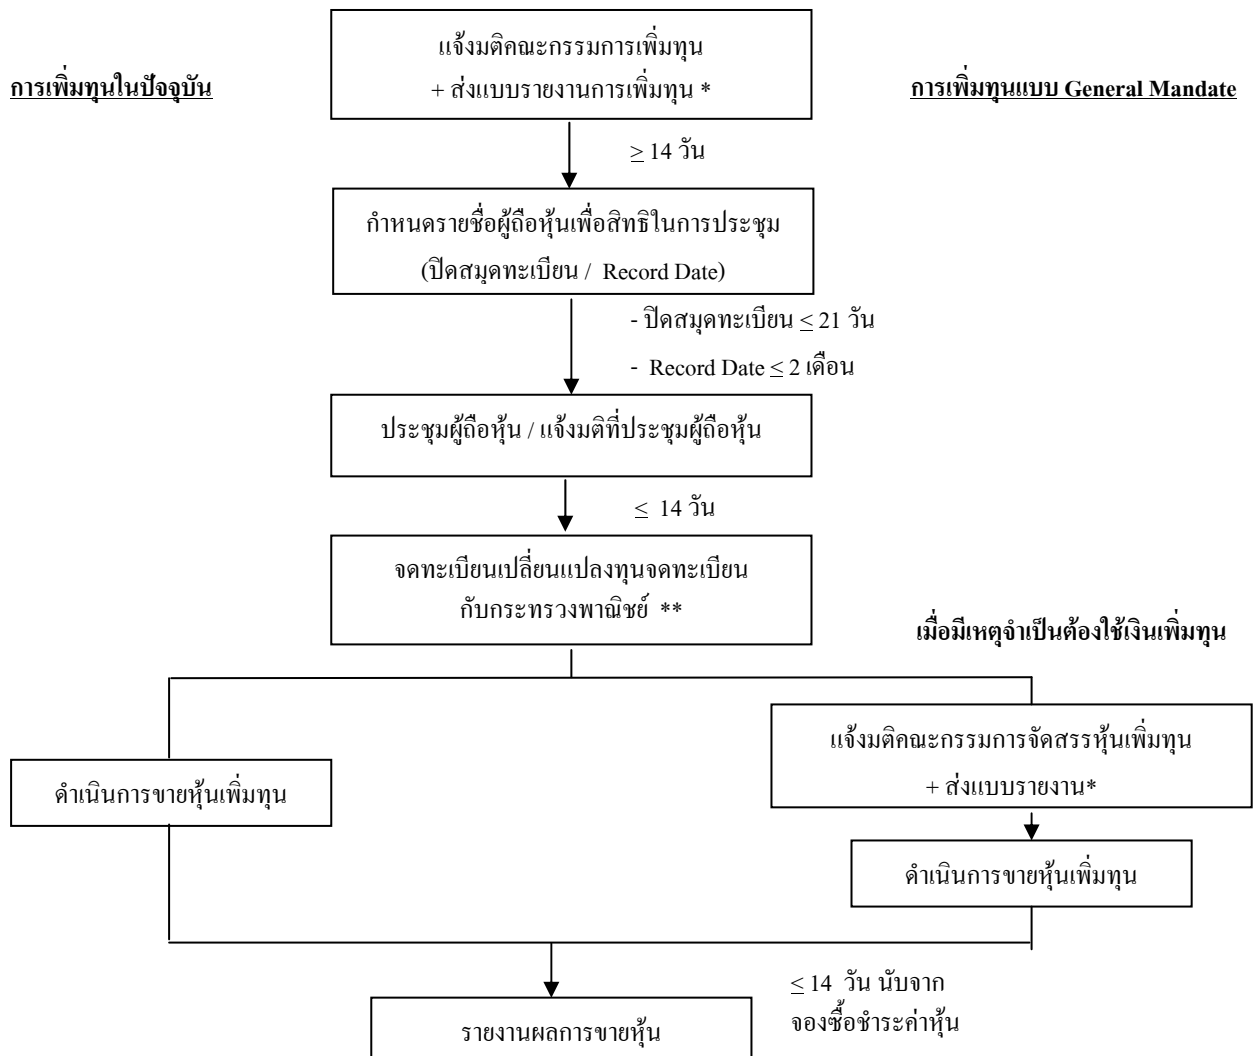 แจ้งมติคณะกรรมการเพิ่มทุน
+ ส่งแบบรายงานการเพิ่มทุน *
การเพิ่มทุนในปัจจุบัน
การเพิ่มทุนแบบ General Mandate
≥ 14 วัน
กำหนดรายชื่อผู้ถือหุ้นเพื่อสิทธิในการประชุม
(ปิดสมุดทะเบียน / Record Date)
- ปิดสมุดทะเบียน ≤ 21 วัน
- Record Date ≤ 2 เดือน
ประชุมผู้ถือหุ้น / แจ้งมติที่ประชุมผู้ถือหุ้น
≤ 14 วัน
จดทะเบียนเปลี่ยนแปลงทุนจดทะเบียน
กับกระทรวงพาณิชย์ **
เมื่อมีเหตุจำเป็นต้องใช้เงินเพิ่มทุน
แจ้งมติคณะกรรมการจัดสรรหุ้นเพิ่มทุน
+ ส่งแบบรายงาน*
ดำเนินการขายหุ้นเพิ่มทุน
ดำเนินการขายหุ้นเพิ่มทุน
≤ 14 วัน นับจาก
จองซื้อชำระค่าหุ้น
รายงานผลการขายหุ้น